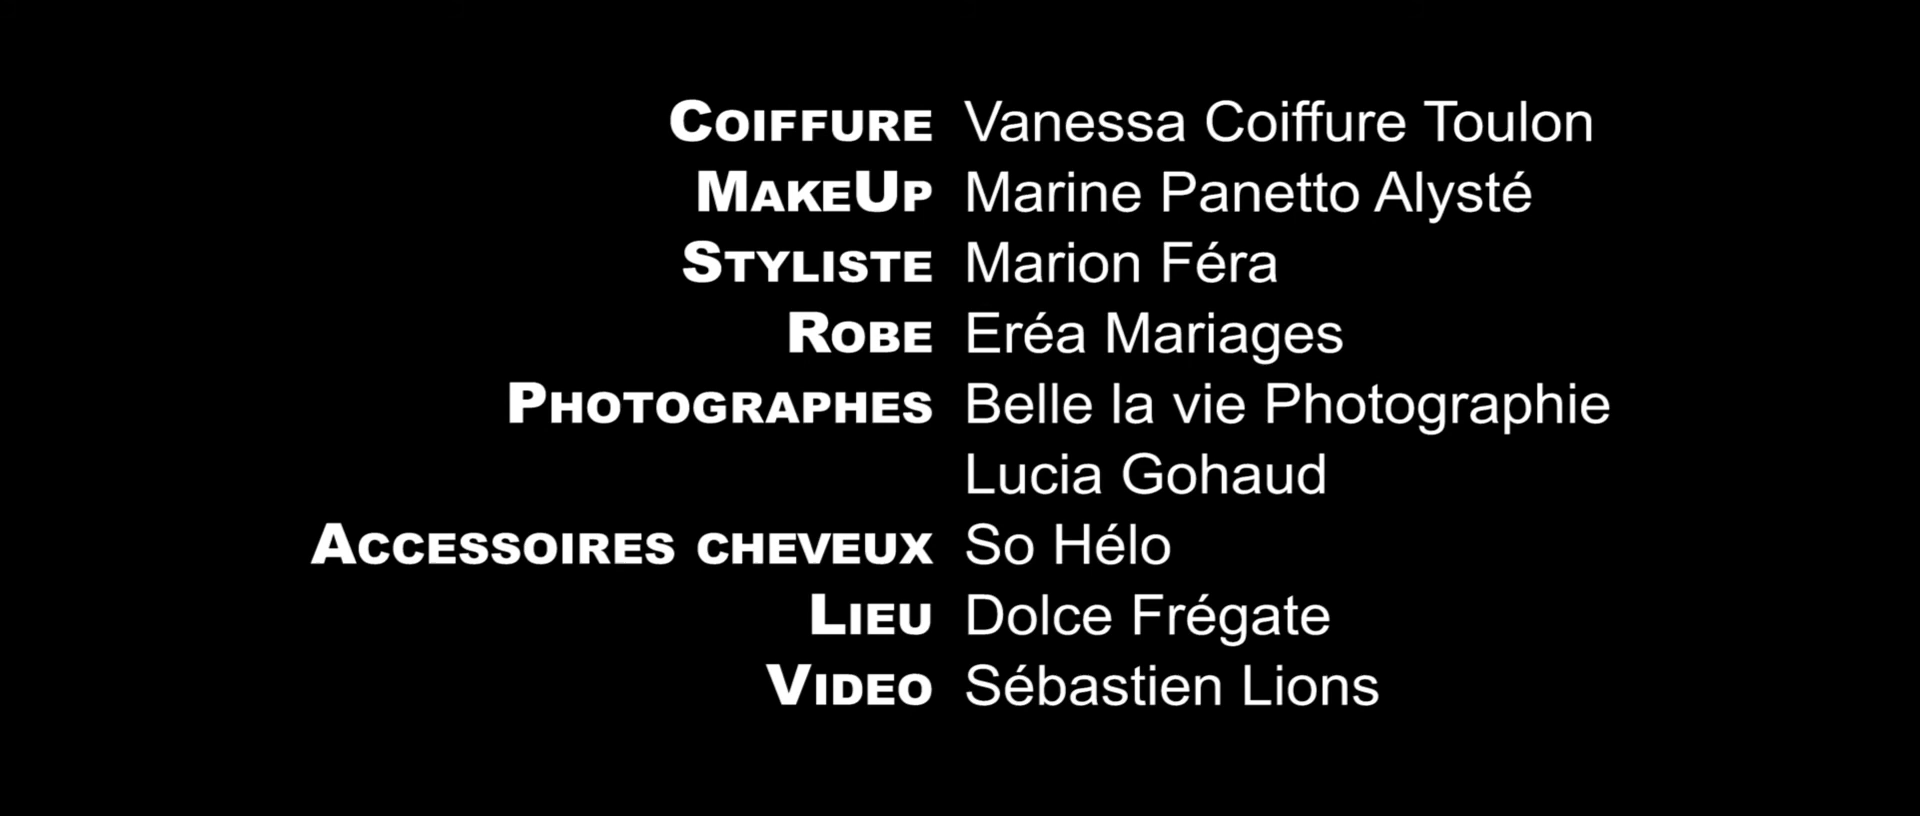 COIFFURE Vanessa Coiffure Toulon
MAKEUP Marine Panetto Alysté
STYLISTE Marion Féra
ROBE Eréa Mariages
PHOTOGRAPHES Belle la vie Photographie
Lucia Gohaud
ACCESSOIRES CHEVEUX So Hélo
LIEU Dolce Frégate
VIDEO Sébastien Lions